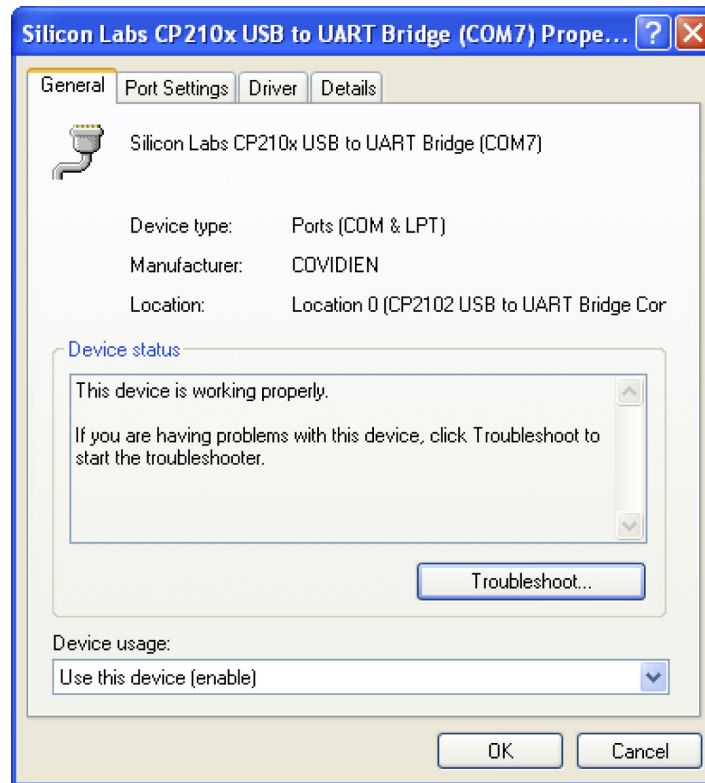 Silicon Labs CP210x USB to UART Bridge (COM7) Prope...
General Port Settings Driver Details
Silicon Labs CP210x USB to UART Bridge (COM7)
Device type: Ports (COM & LPT)
Manufacturer: COVIDIEN
Location: Location 0 (CP2102 USB to UART Bridge Cor
Device status
This device is working properly.
If you are having problems with this device, click Troubleshoot to
start the troubleshooter.
Troubleshoot...
Device usage:
Use this device (enable)
OK Cancel